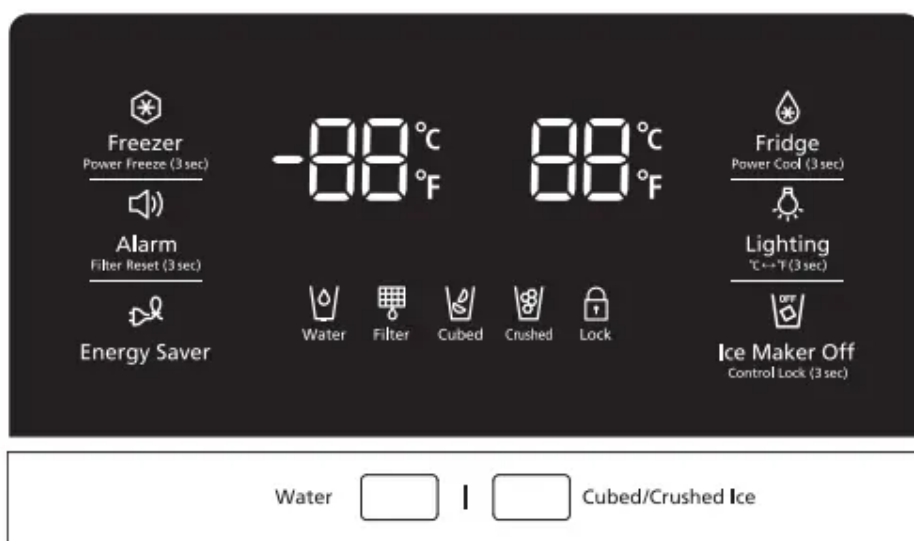 Freezer
Power Freeze (3 sec)
-88 °C °F
88 °C °F
Fridge
Power Cool (3 sec)
Alarm
Filter Reset (3 sec)
Lighting
°C↔°F (3 sec)
Energy Saver
Water
Filter
Cubed
Crushed
Lock
OFF
Ice Maker Off
Control Lock (3 sec)
Water
Cubed/Crushed Ice